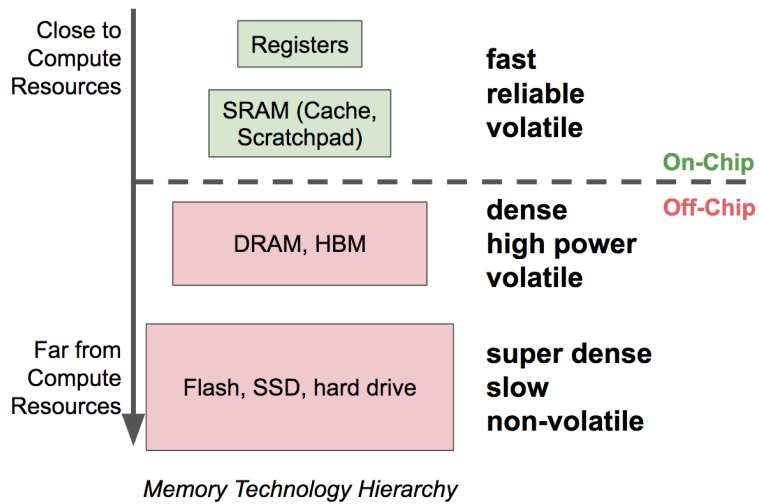 Close to
Compute
Resources
Registers
SRAM (Cache,
Scratchpad)
fast
reliable
volatile
On-Chip
Off-Chip
DRAM, HBM
dense
high power
volatile
Far from
Compute
Resources
Flash, SSD, hard drive
super dense
slow
non-volatile
Memory Technology Hierarchy